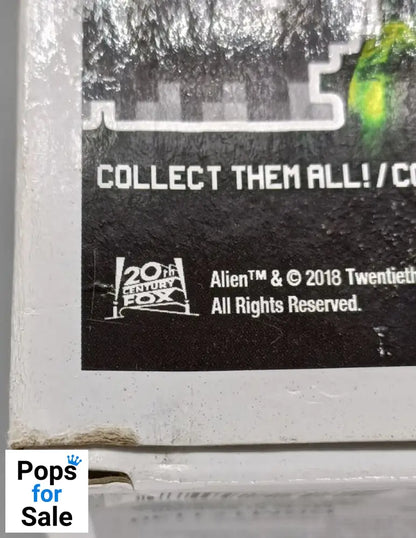 COLLECT THEM ALL!/CO
20th
CENTURY
FOX
Alien™ & © 2018 Twentieth
All Rights Reserved.
Pops
for
Sale